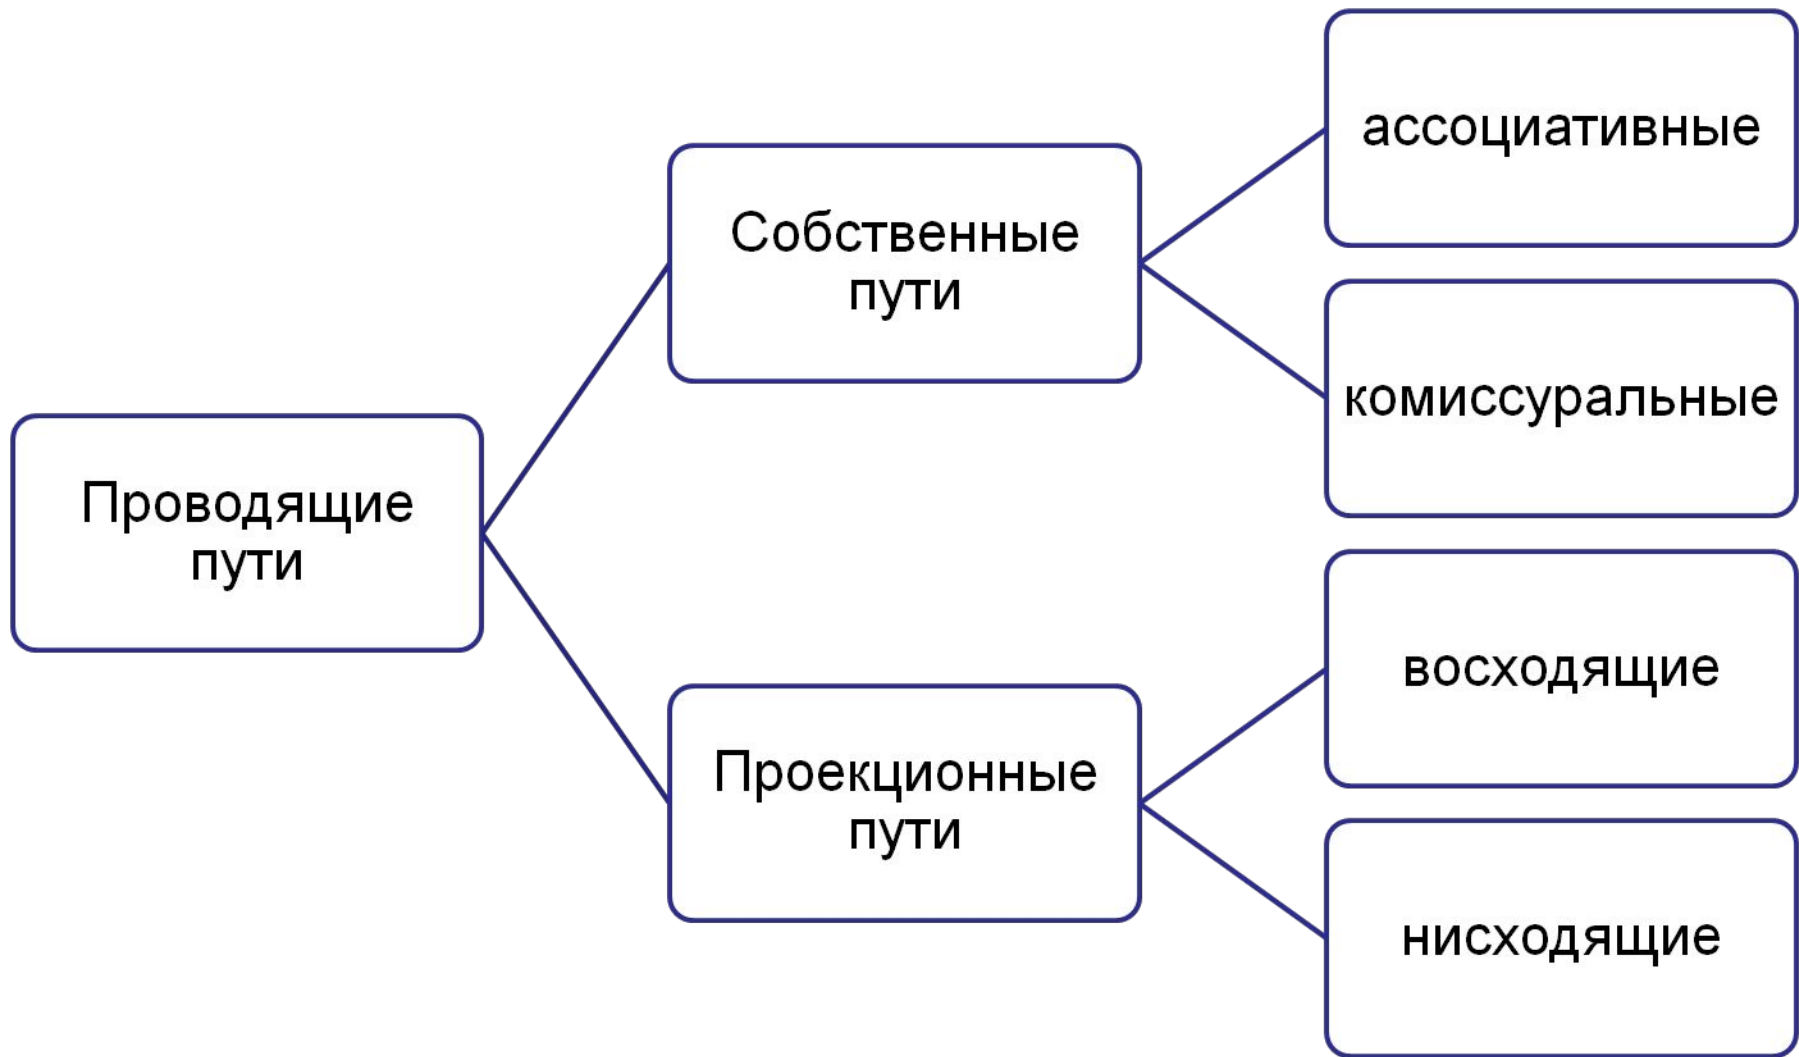 Проводящие
пути
Собственные
пути
ассоциативные
комиссуральные
Проекционные
пути
восходящие
нисходящие